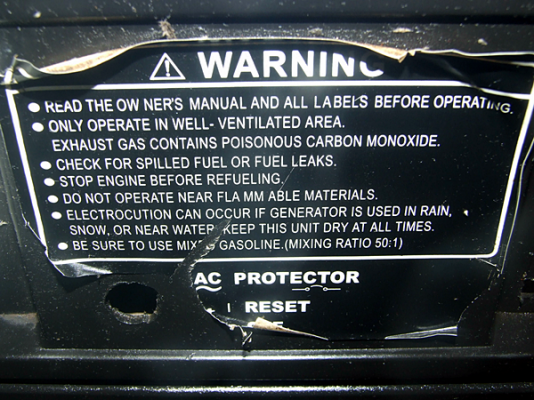 WARNING
READ THE OW NER'S MANUAL AND ALL LABELS BEFORE OPERATING.
ONLY OPERATE IN WELL- VENTILATED AREA.
EXHAUST GAS CONTAINS POISONOUS CARBON MONOXIDE.
CHECK FOR SPILLED FUEL OR FUEL LEAKS.
STOP ENGINE BEFORE REFUELING.
DO NOT OPERATE NEAR FLA MM ABLE MATERIALS.
ELECTROCUTION CAN OCCUR IF GENERATOR IS USED IN RAIN,
SNOW, OR NEAR WATER. KEEP THIS UNIT DRY AT ALL TIMES.
BE SURE TO USE MIXED GASOLINE.(MIXING RATIO 50:1)
AC PROTECTOR
I RESET